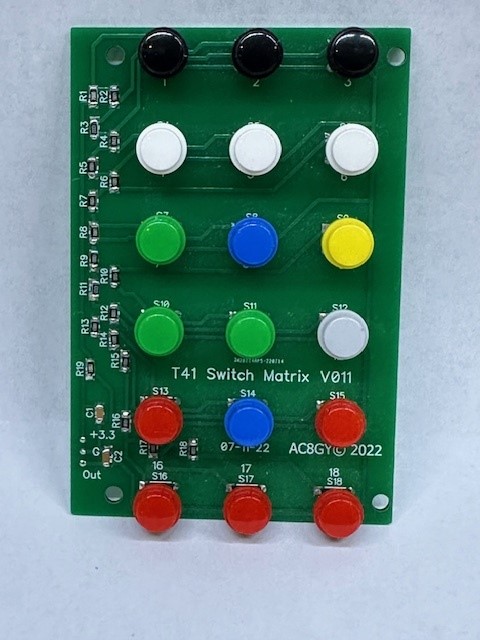 1 2 3
R1 R2
R3
R4
R5
R6
R7
S8
R8
R9
R10
R11
S10 S11 S12
R12
R13
R14
R15
T41 Switch Matrix V011
R19
S13 S14 S15
C1
R16
+3.3
07-11-22 AC8GY© 2022
R17 R18
G C2
Out
16 17 18
S16 S17 S18